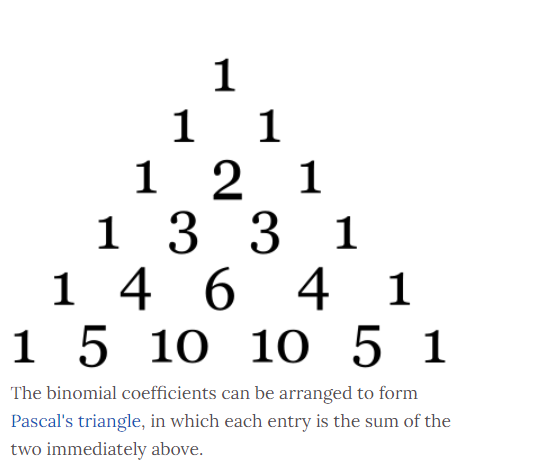 1
1 1
1 2 1
1 3 3 1
1 4 6 4 1
1 5 10 10 5 1
The binomial coefficients can be arranged to form
Pascal's triangle, in which each entry is the sum of the
two immediately above.